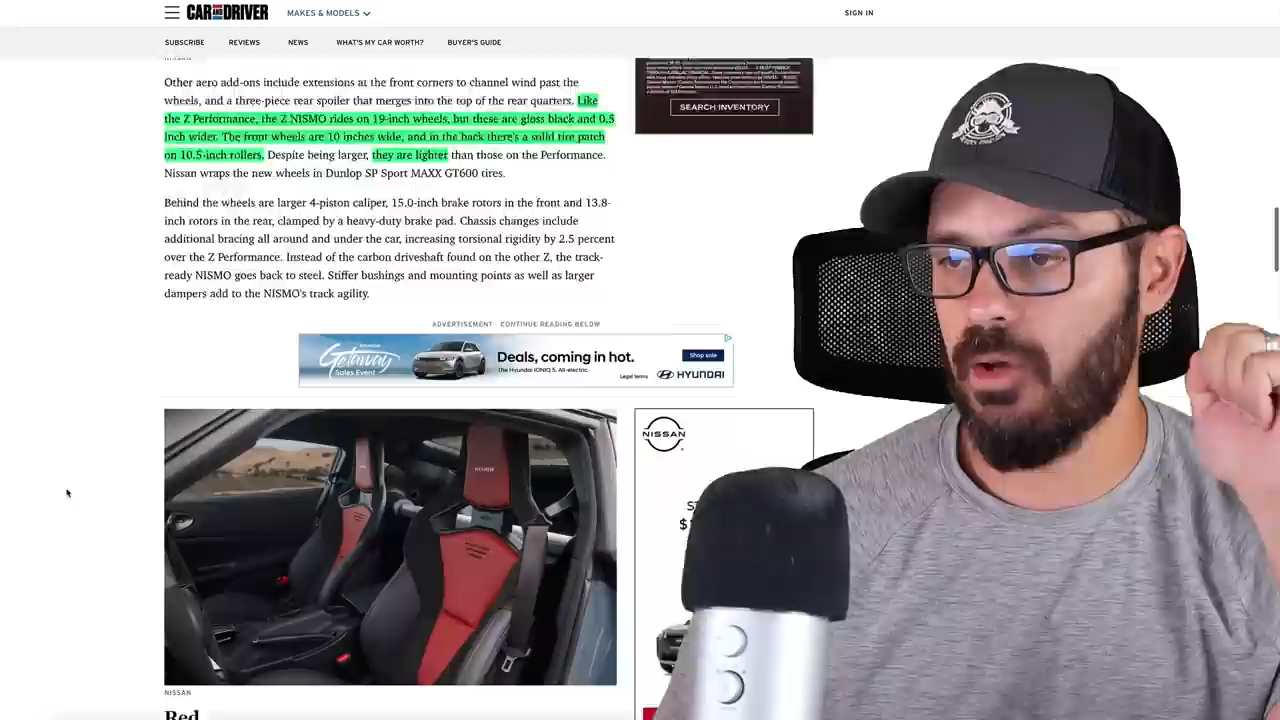 CAR AND DRIVER
MAKES & MODELS
SIGN IN
SUBSCRIBE
REVIEWS
NEWS
WHAT'S MY CAR WORTH?
BUYER'S GUIDE
Other aero add-ons include extensions at the front corners to channel wind past the
wheels, and a three-piece rear spoiler that merges into the top of the rear quarters. Like
the Z Performance, the Z NISMO rides on 19-inch wheels, but these are gloss black and 0.5
inch wider. The front wheels are 10 inches wide, and in the back there's a solid tire patch
on 10.5-inch rollers. Despite being larger, they are lighter than those on the Performance.
Nissan wraps the new wheels in Dunlop SP Sport MAXX GT600 tires.
SEARCH INVENTORY
Behind the wheels are larger 4-piston caliper, 15.0-inch brake rotors in the front and 13.8-
inch rotors in the rear, clamped by a heavy-duty brake pad. Chassis changes include
additional bracing all around and under the car, increasing torsional rigidity by 2.5 percent
over the Z Performance. Instead of the carbon driveshaft found on the other Z, the track-
ready NISMO goes back to steel. Stiffer bushings and mounting points as well as larger
dampers add to the NISMO's track agility.
ADVERTISEMENT - CONTINUE READING BELOW
HYUNDAI
Getaway
Sales Event
Deals, coming in hot.
The Hyundai IONIQ 5. All-electric.
Legal terms
Shop sale
HYUNDAI
NISSAN
NISSAN
Red